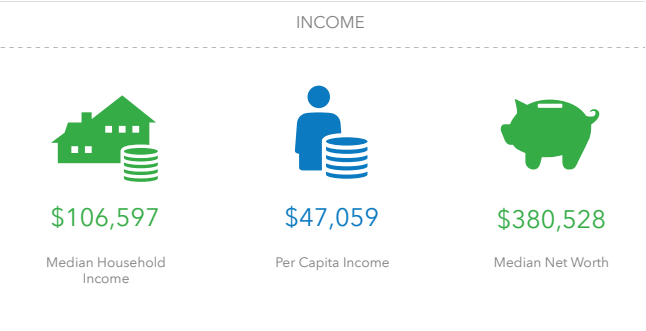 INCOME
$106,597
$47,059
$380,528
Median Household
Income
Per Capita Income
Median Net Worth